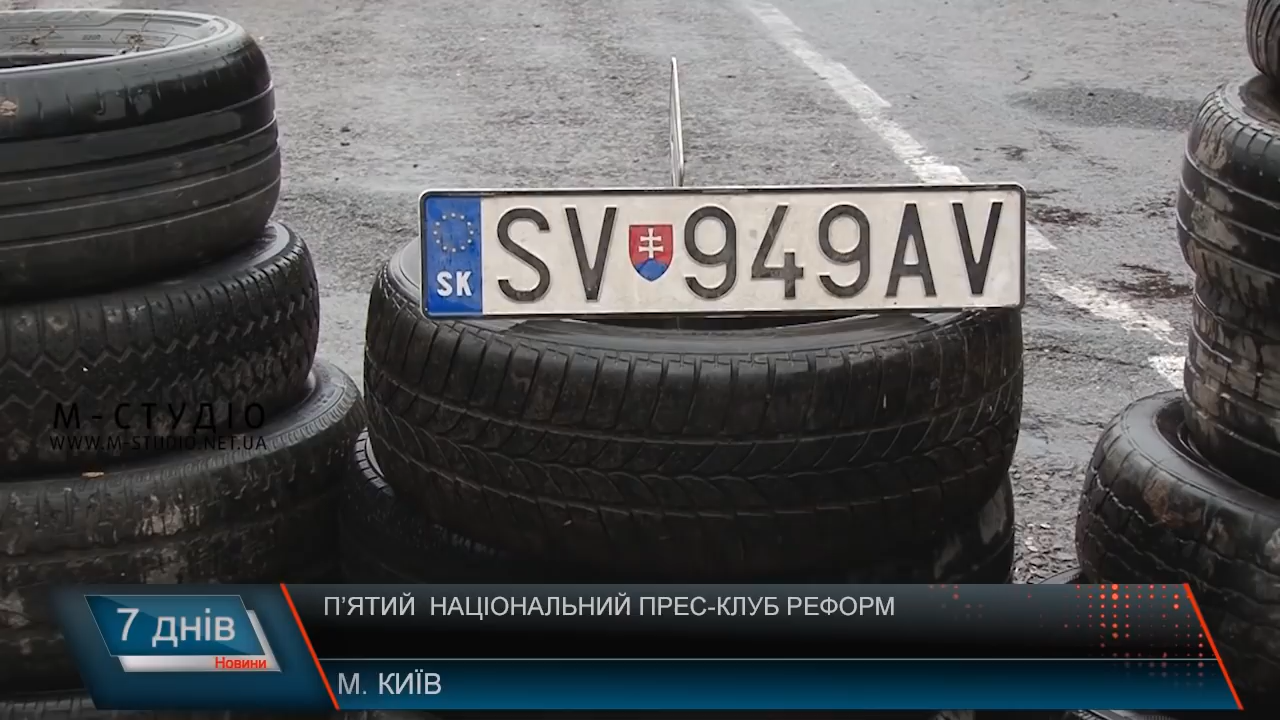 SK SV 949AV
М-СТУДІО
WWW.M-STUDIO.NET.UA
П'ЯТИЙ НАЦІОНАЛЬНИЙ ПРЕС-КЛУБ РЕФОРМ
7 днів
Новини
М. КИЇВ